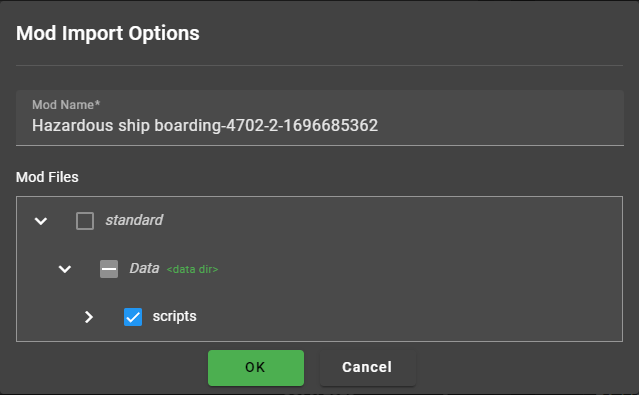 Mod Import Options
Mod Name*
Hazardous ship boarding-4702-2-1696685362
Mod Files
standard
Data <data dir>
scripts
OK Cancel